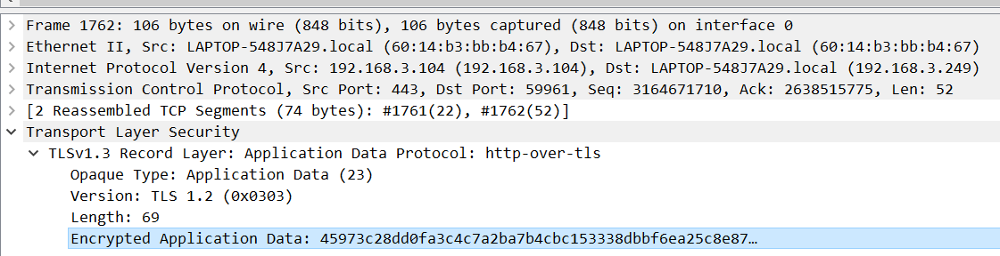 Frame 1762: 106 bytes on wire (848 bits), 106 bytes captured (848 bits) on interface 0
Ethernet II, Src: LAPTOP-548J7A29.local (60:14:b3:bb:b4:67), Dst: LAPTOP-548J7A29.local (60:14:b3:bb:b4:67)
Internet Protocol Version 4, Src: 192.168.3.104 (192.168.3.104), Dst: LAPTOP-548J7A29.local (192.168.3.249)
Transmission Control Protocol, Src Port: 443, Dst Port: 59961, Seq: 3164671710, Ack: 2638515775, Len: 52
[2 Reassembled TCP Segments (74 bytes): #1761(22), #1762(52)]
Transport Layer Security
TLSv1.3 Record Layer: Application Data Protocol: http-over-tls
Opaque Type: Application Data (23)
Version: TLS 1.2 (0x0303)
Length: 69
Encrypted Application Data: 45973c28dd0fa3c4c7a2ba7b4cbc153338dbbf6ea25c8e87…